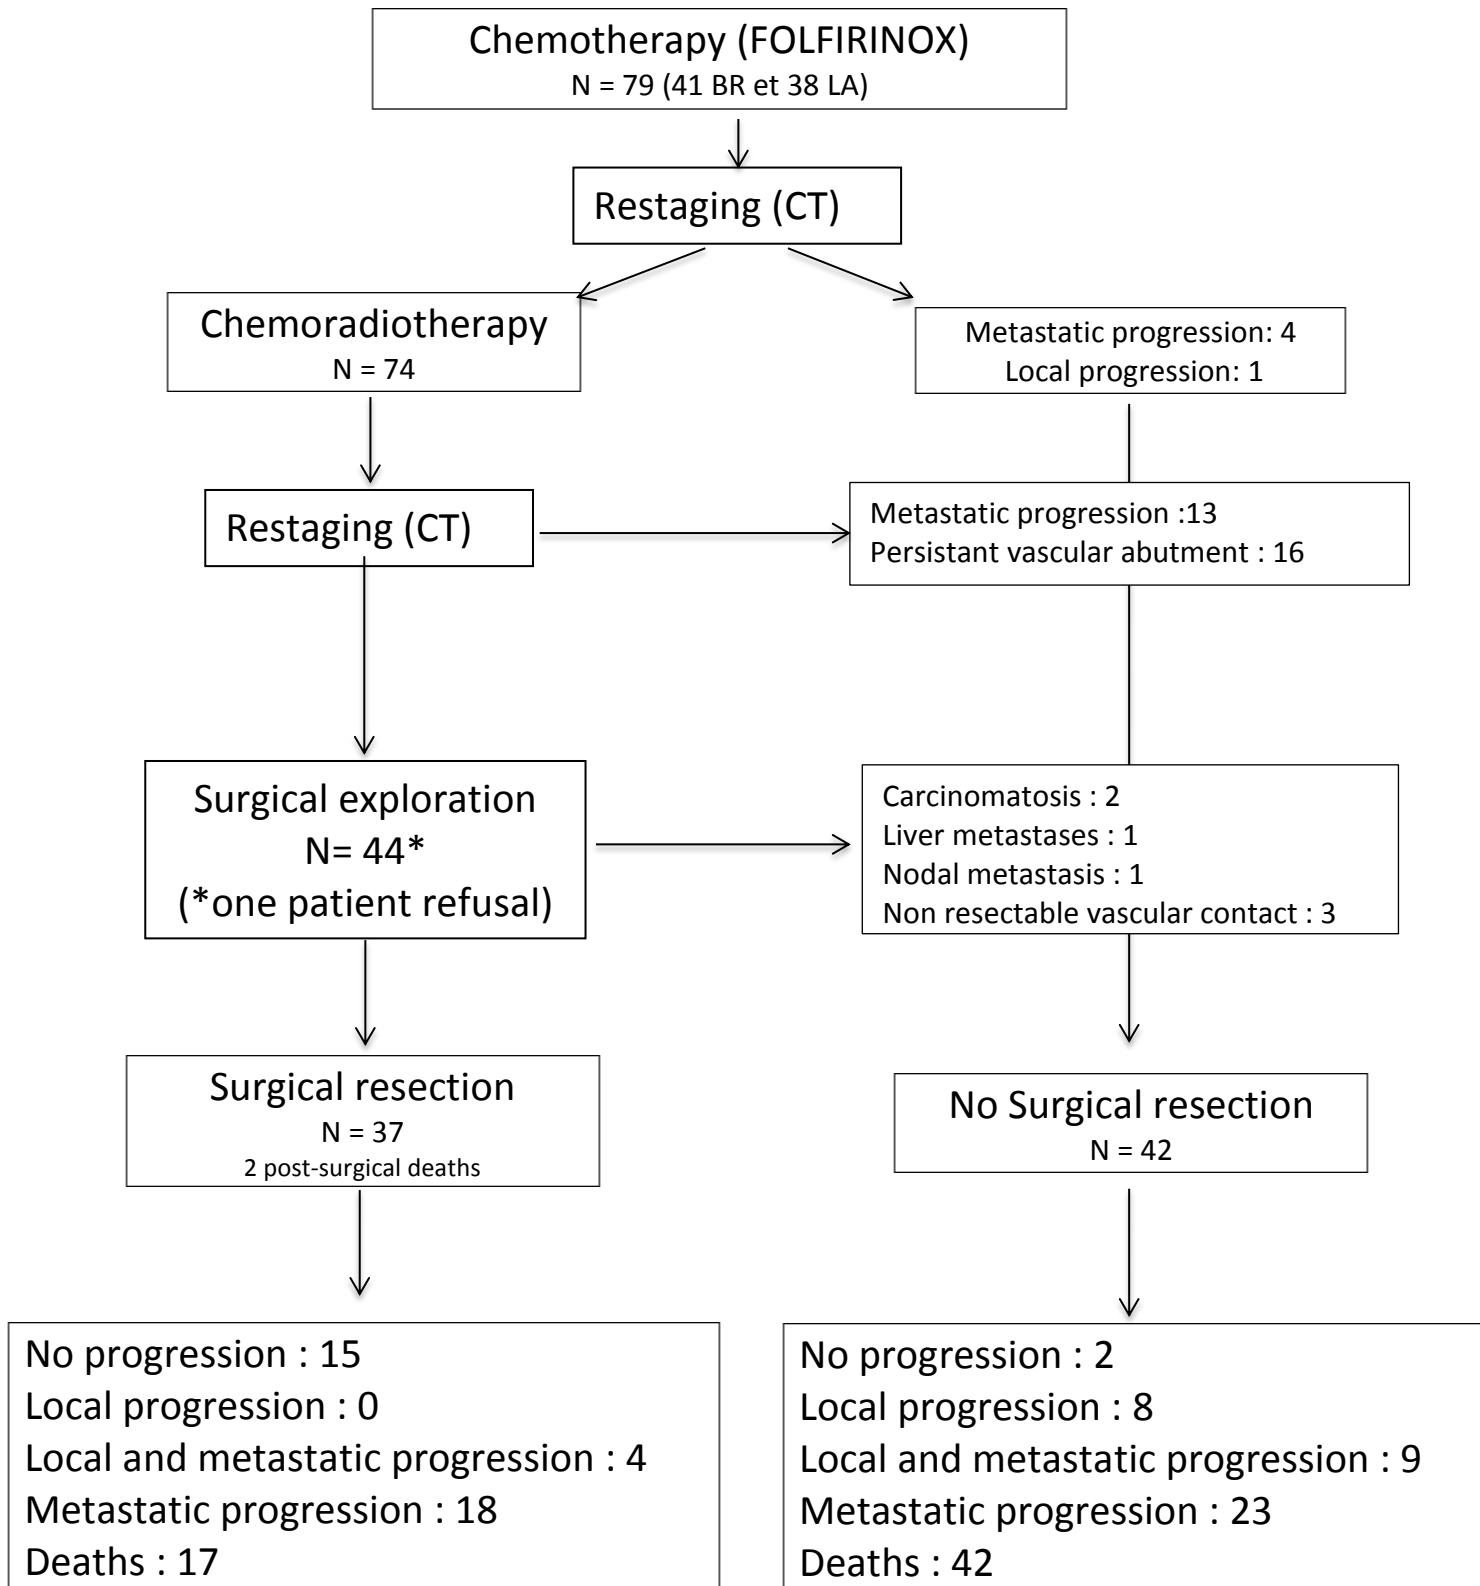 Chemotherapy (FOLFIRINOX)
N = 79 (41 BR et 38 LA)
Restaging (CT)
Chemoradiotherapy
N = 74
Metastatic progression: 4
Local progression: 1
Restaging (CT)
Metastatic progression :13
Persistant vascular abutment : 16
Surgical exploration
N= 44*
(*one patient refusal)
Carcinomatosis : 2
Liver metastases : 1
Nodal metastasis : 1
Non resectable vascular contact : 3
Surgical resection
N = 37
2 post-surgical deaths
No Surgical resection
N = 42
No progression : 15
Local progression : 0
Local and metastatic progression : 4
Metastatic progression : 18
Deaths : 17
No progression : 2
Local progression : 8
Local and metastatic progression : 9
Metastatic progression : 23
Deaths : 42